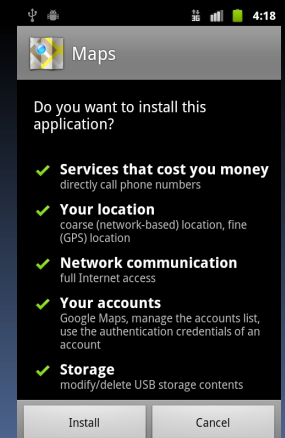 3G 4:18
Maps
Do you want to install this
application?
Services that cost you money
directly call phone numbers
Your location
coarse (network-based) location, fine
(GPS) location
Network communication
full Internet access
Your accounts
Google Maps, manage the accounts list,
use the authentication credentials of an
account
Storage
modify/delete USB storage contents
Install Cancel